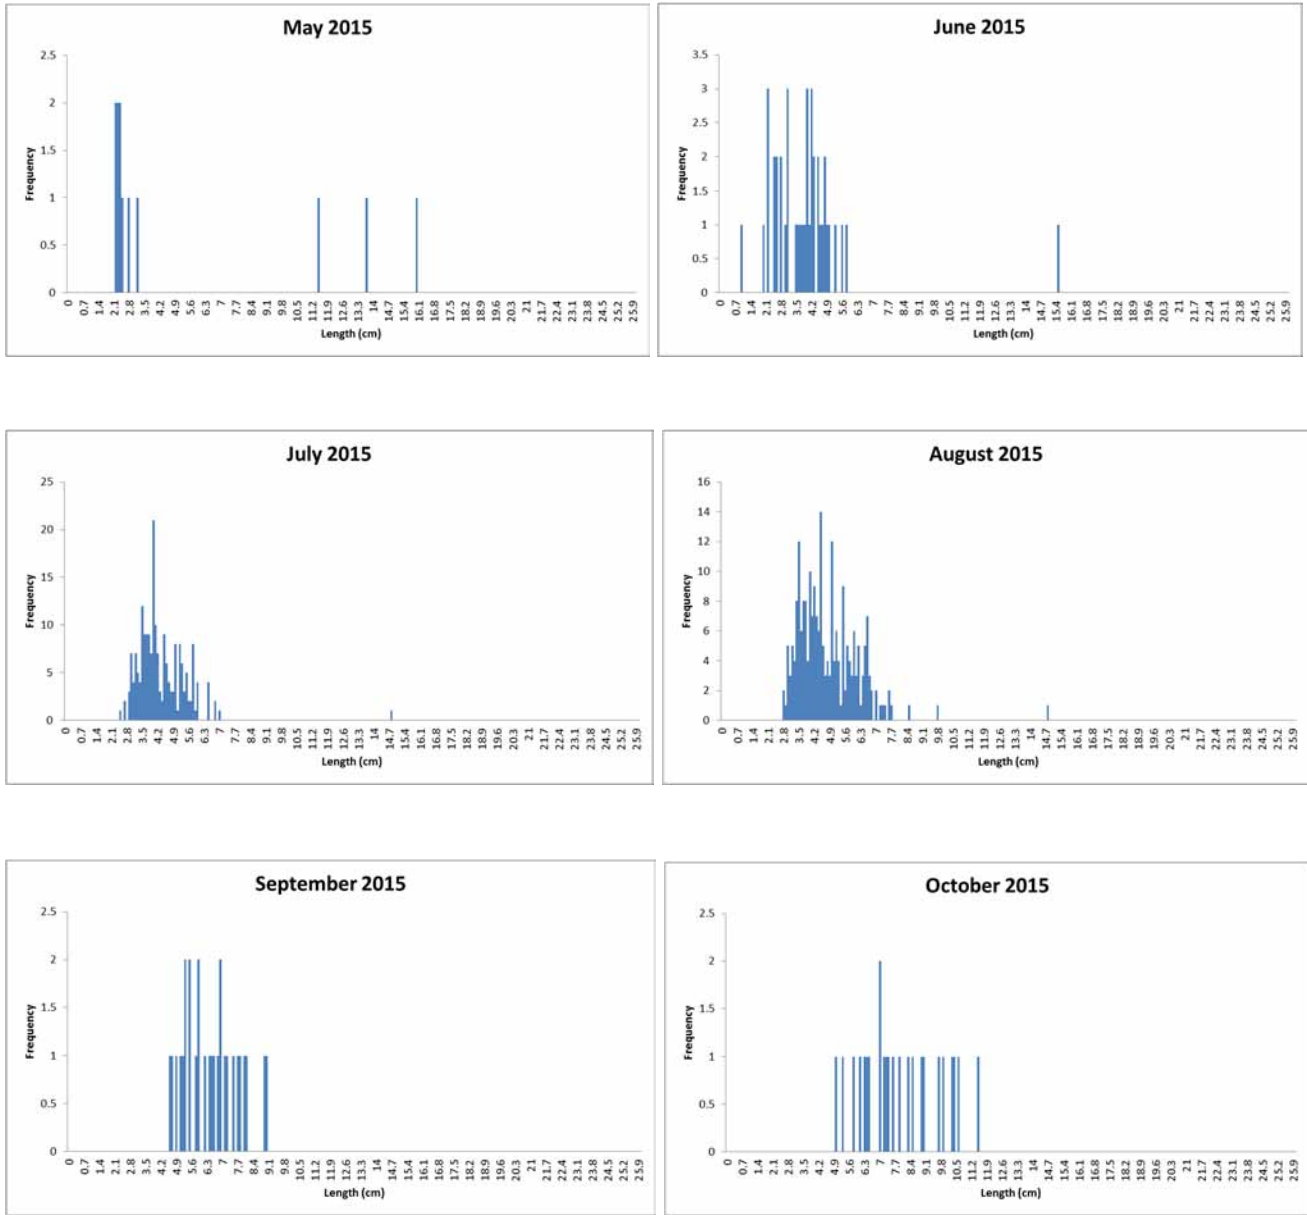 May 2015
2.5
2
1.5
1
0.5
0
Frequency
0 0.7 1.4 2.1 2.8 3.5 4.2 4.9 5.6 6.3 7 7.7 8.4 9.1 9.8 10.5 11.2 11.9 12.6 13.3 14 14.7 15.4 16.1 16.8 17.5 18.2 18.9 19.6 20.3 21 21.7 22.4 23.1 23.8 24.5 25.2 25.9
Length (cm)
June 2015
3.5
3
2.5
2
1.5
1
0.5
0
Frequency
0 0.7 1.4 2.1 2.8 3.5 4.2 4.9 5.6 6.3 7 7.7 8.4 9.1 9.8 10.5 11.2 11.9 12.6 13.3 14 14.7 15.4 16.1 16.8 17.5 18.2 18.9 19.6 20.3 21 21.7 22.4 23.1 23.8 24.5 25.2 25.9
Length (cm)
July 2015
25
20
15
10
5
0
Frequency
0 0.7 1.4 2.1 2.8 3.5 4.2 4.9 5.6 6.3 7 7.7 8.4 9.1 9.8 10.5 11.2 11.9 12.6 13.3 14 14.7 15.4 16.1 16.8 17.5 18.2 18.9 19.6 20.3 21 21.7 22.4 23.1 23.8 24.5 25.2 25.9
Length (cm)
August 2015
16
14
12
10
8
6
4
2
0
Frequency
0 0.7 1.4 2.1 2.8 3.5 4.2 4.9 5.6 6.3 7 7.7 8.4 9.1 9.8 10.5 11.2 11.9 12.6 13.3 14 14.7 15.4 16.1 16.8 17.5 18.2 18.9 19.6 20.3 21 21.7 22.4 23.1 23.8 24.5 25.2 25.9
Length (cm)
September 2015
2.5
2
1.5
1
0.5
0
Frequency
0 0.7 1.4 2.1 2.8 3.5 4.2 4.9 5.6 6.3 7 7.7 8.4 9.1 9.8 10.5 11.2 11.9 12.6 13.3 14 14.7 15.4 16.1 16.8 17.5 18.2 18.9 19.6 20.3 21 21.7 22.4 23.1 23.8 24.5 25.2 25.9
Length (cm)
October 2015
2.5
2
1.5
1
0.5
0
Frequency
0 0.7 1.4 2.1 2.8 3.5 4.2 4.9 5.6 6.3 7 7.7 8.4 9.1 9.8 10.5 11.2 11.9 12.6 13.3 14 14.7 15.4 16.1 16.8 17.5 18.2 18.9 19.6 20.3 21 21.7 22.4 23.1 23.8 24.5 25.2 25.9
Length (cm)